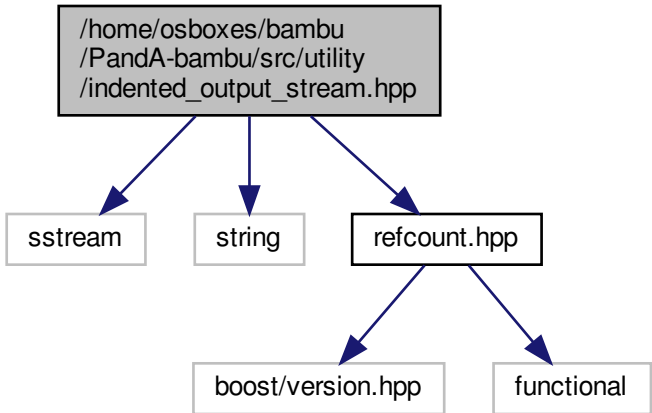 /home/osboxes/bambu
/PandA-bambu/src/utility
/indented_output_stream.hpp
sstream
string
refcount.hpp
boost/version.hpp
functional